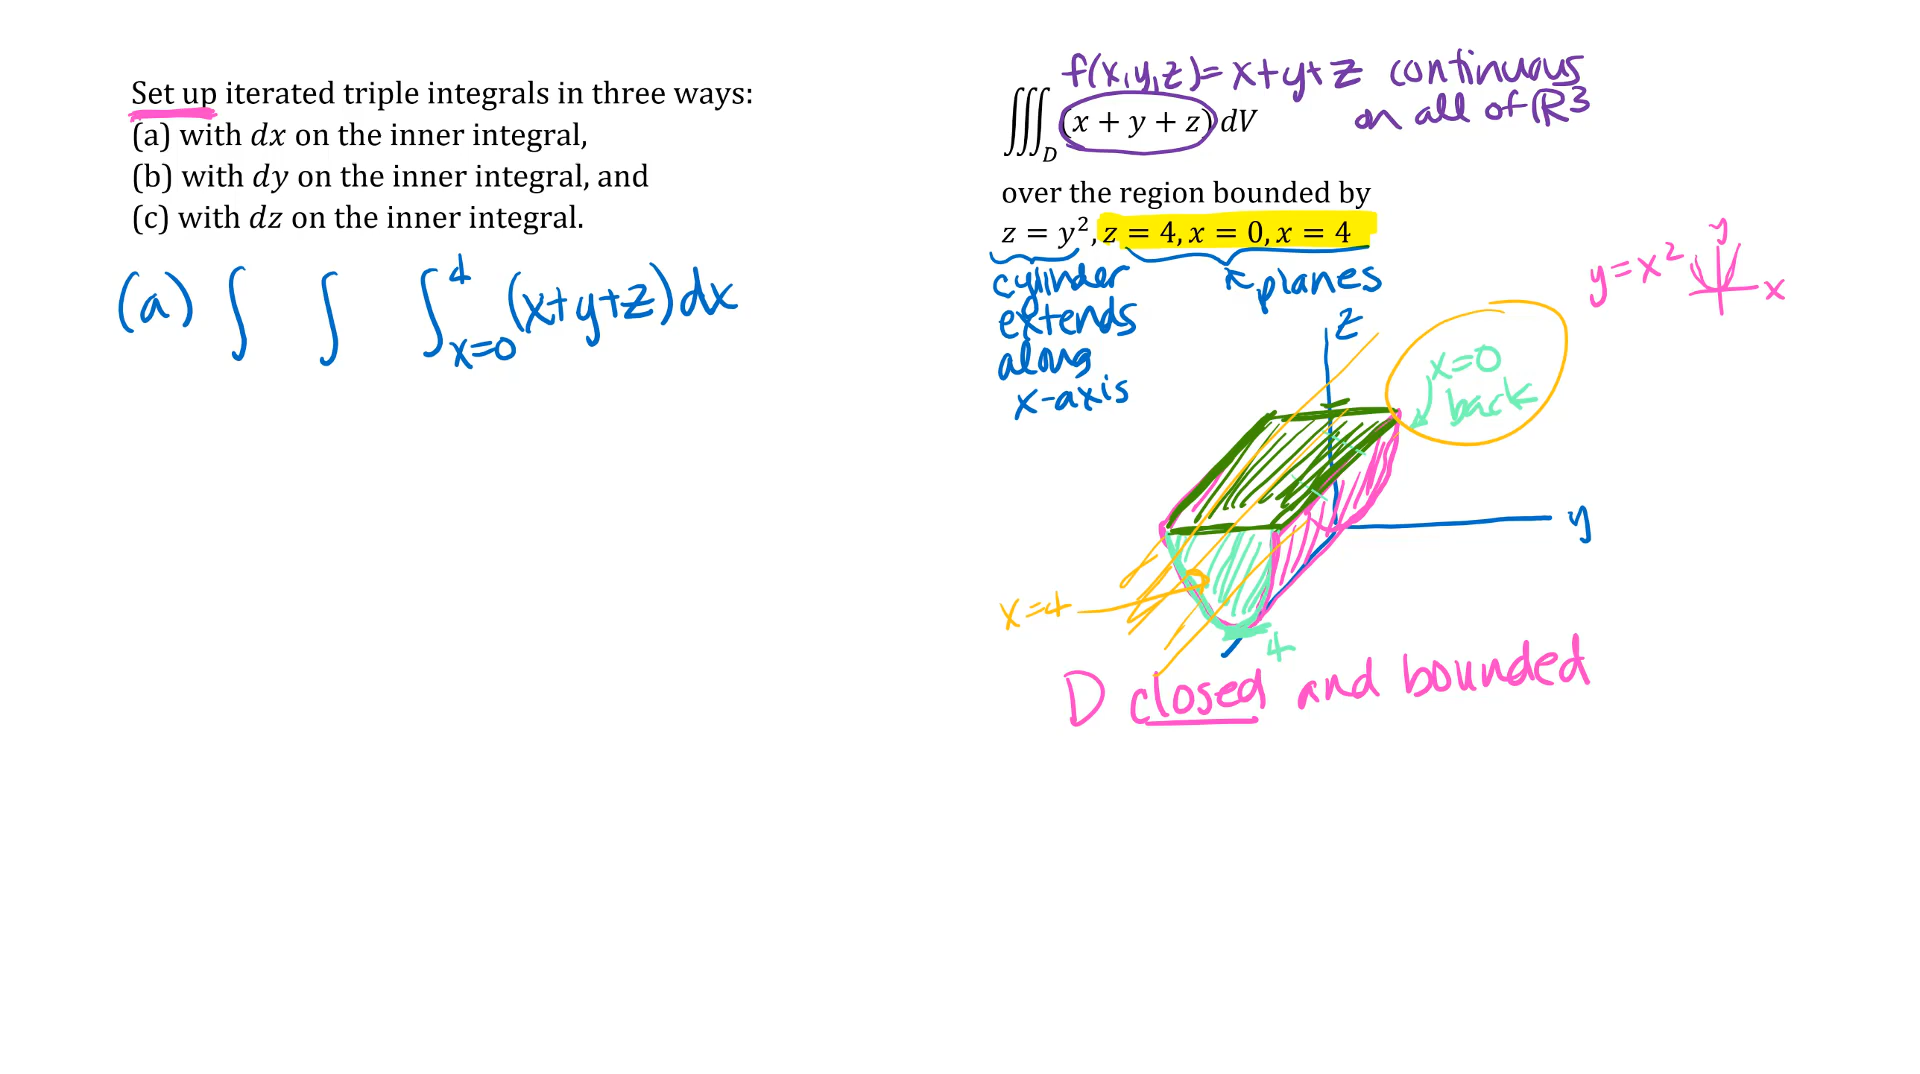 Set up iterated triple integrals in three ways:
(a) with dx on the inner integral,
(b) with dy on the inner integral, and
(c) with dz on the inner integral.
(a) ∫ ∫ ∫_{x=0}^{4} (x+y+z) dx
f(x,y,z) = x+y+z continuous
on all of ℝ3
∭_D (x + y + z) dV
over the region bounded by
z = y², z = 4, x = 0, x = 4
cylinder
extends
along
x-axis
planes
y=x²
y
x
z
x=0
back
y
x=4
4
D closed and bounded